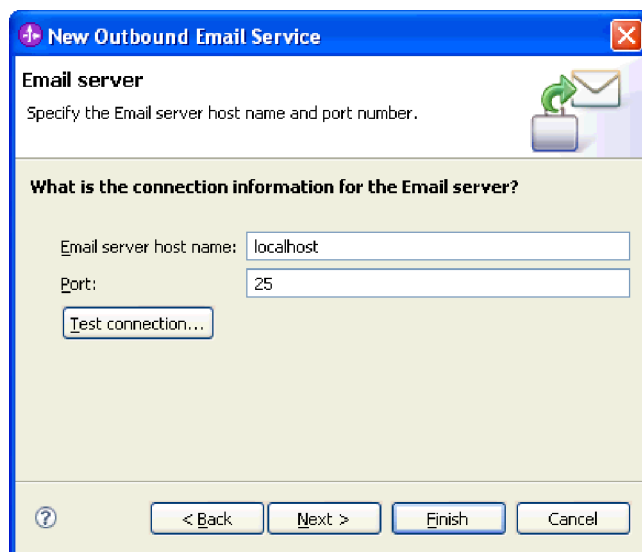 New Outbound Email Service
Email server
Specify the Email server host name and port number.
What is the connection information for the Email server?
Email server host name: localhost
Port: 25
Test connection...
? < Back Next > Finish Cancel